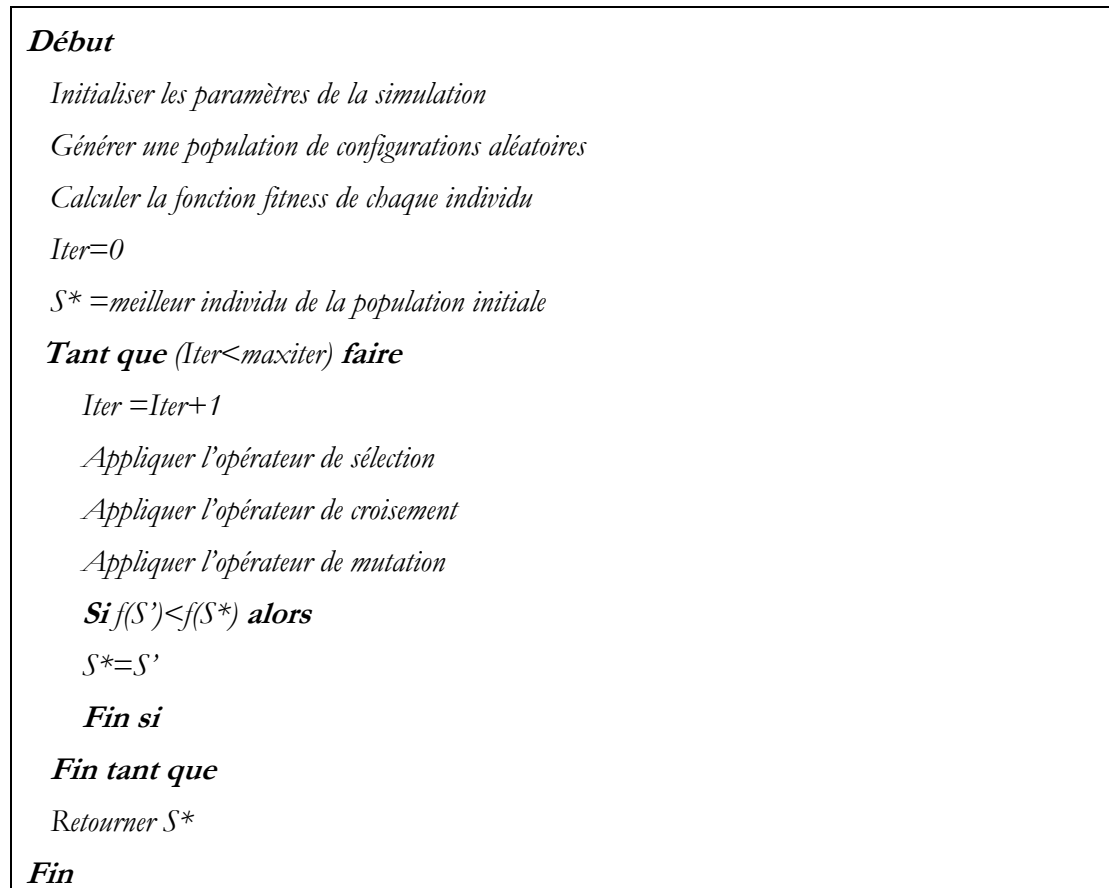 Début
Initialiser les paramètres de la simulation
Générer une population de configurations aléatoires
Calculer la fonction fitness de chaque individu
Iter=0
S* =meilleur individu de la population initiale
Tant que (Iter<maxiter) faire
Iter =Iter+1
Appliquer l’opérateur de sélection
Appliquer l’opérateur de croisement
Appliquer l’opérateur de mutation
Si f(S’)<f(S*) alors
S*=S’
Fin si
Fin tant que
Retourner S*
Fin